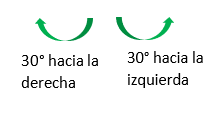 30° hacia la
derecha
30° hacia la
izquierda